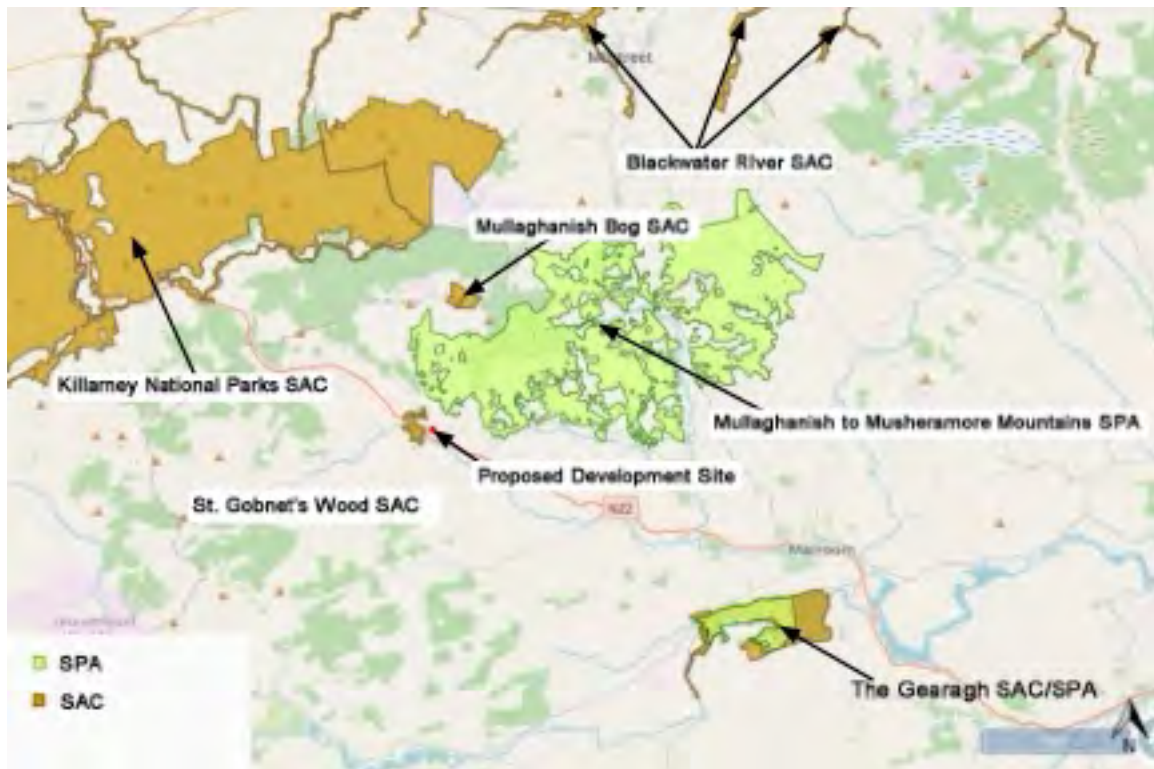 Blackwater River SAC
Mullaghanish Bog SAC
Killarney National Parks SAC
Mullaghanish to Musheramore Mountains SPA
Proposed Development Site
St. Gobnet's Wood SAC
N22
Macroom
SPA
SAC
The Gearagh SAC/SPA
N